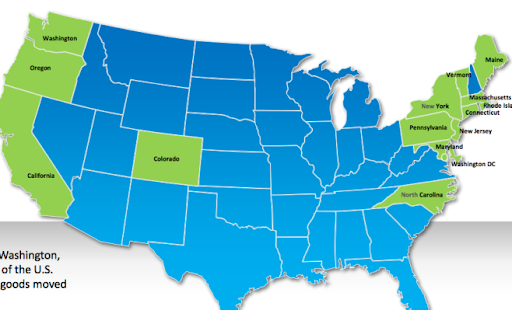 Washington
Oregon
California
Colorado
Maine
Vermont
New York
Massachusetts
Rhode Isla
Connecticut
Pennsylvania
New Jersey
Maryland
Washington DC
North Carolina
Washington,
of the U.S.
goods moved